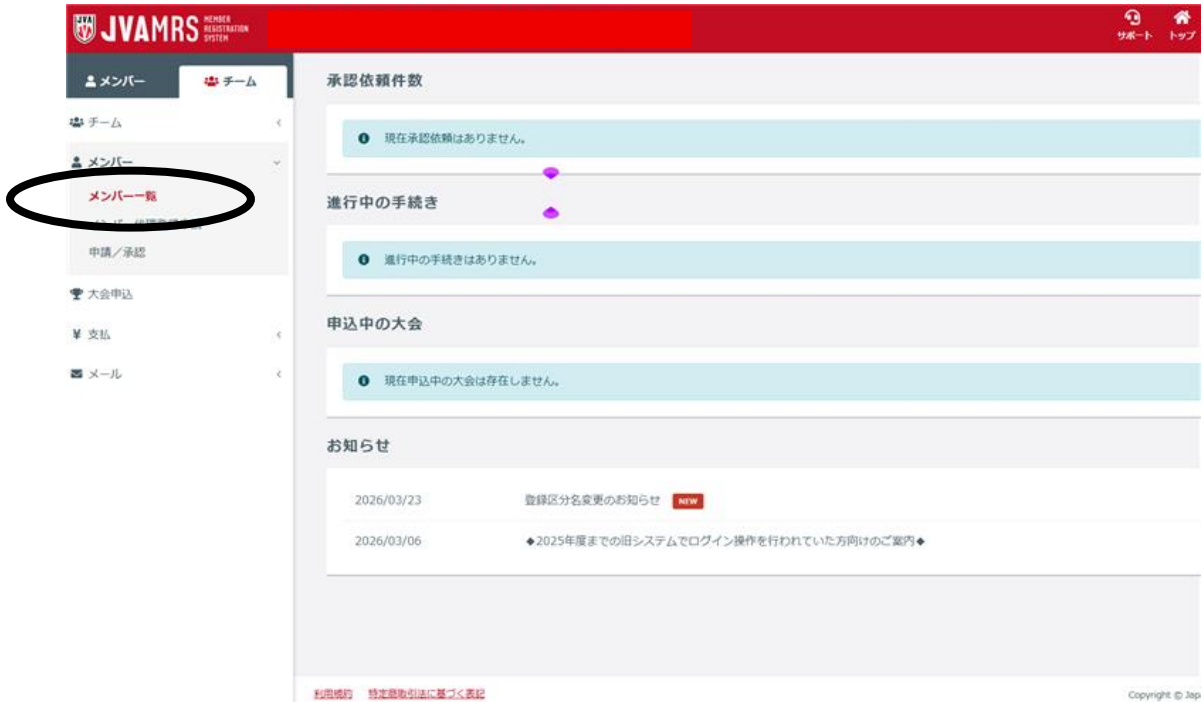 JVA
JVAMRS MEMBER
REGISTRATION
SYSTEM
サポート トップ
メンバー チーム
チーム
メンバー
メンバー一覧
申請／承認
大会申込
¥ 支払
メール
承認依頼件数
現在承認依頼はありません。
進行中の手続き
進行中の手続きはありません。
申込中の大会
現在申込中の大会は存在しません。
お知らせ
2026/03/23 登録区分名変更のお知らせ NEW
2026/03/06 ◆2025年度までの旧システムでログイン操作を行われていた方向けのご案内◆
利用規約 特定商取引法に基づく表記
Copyright © Jap